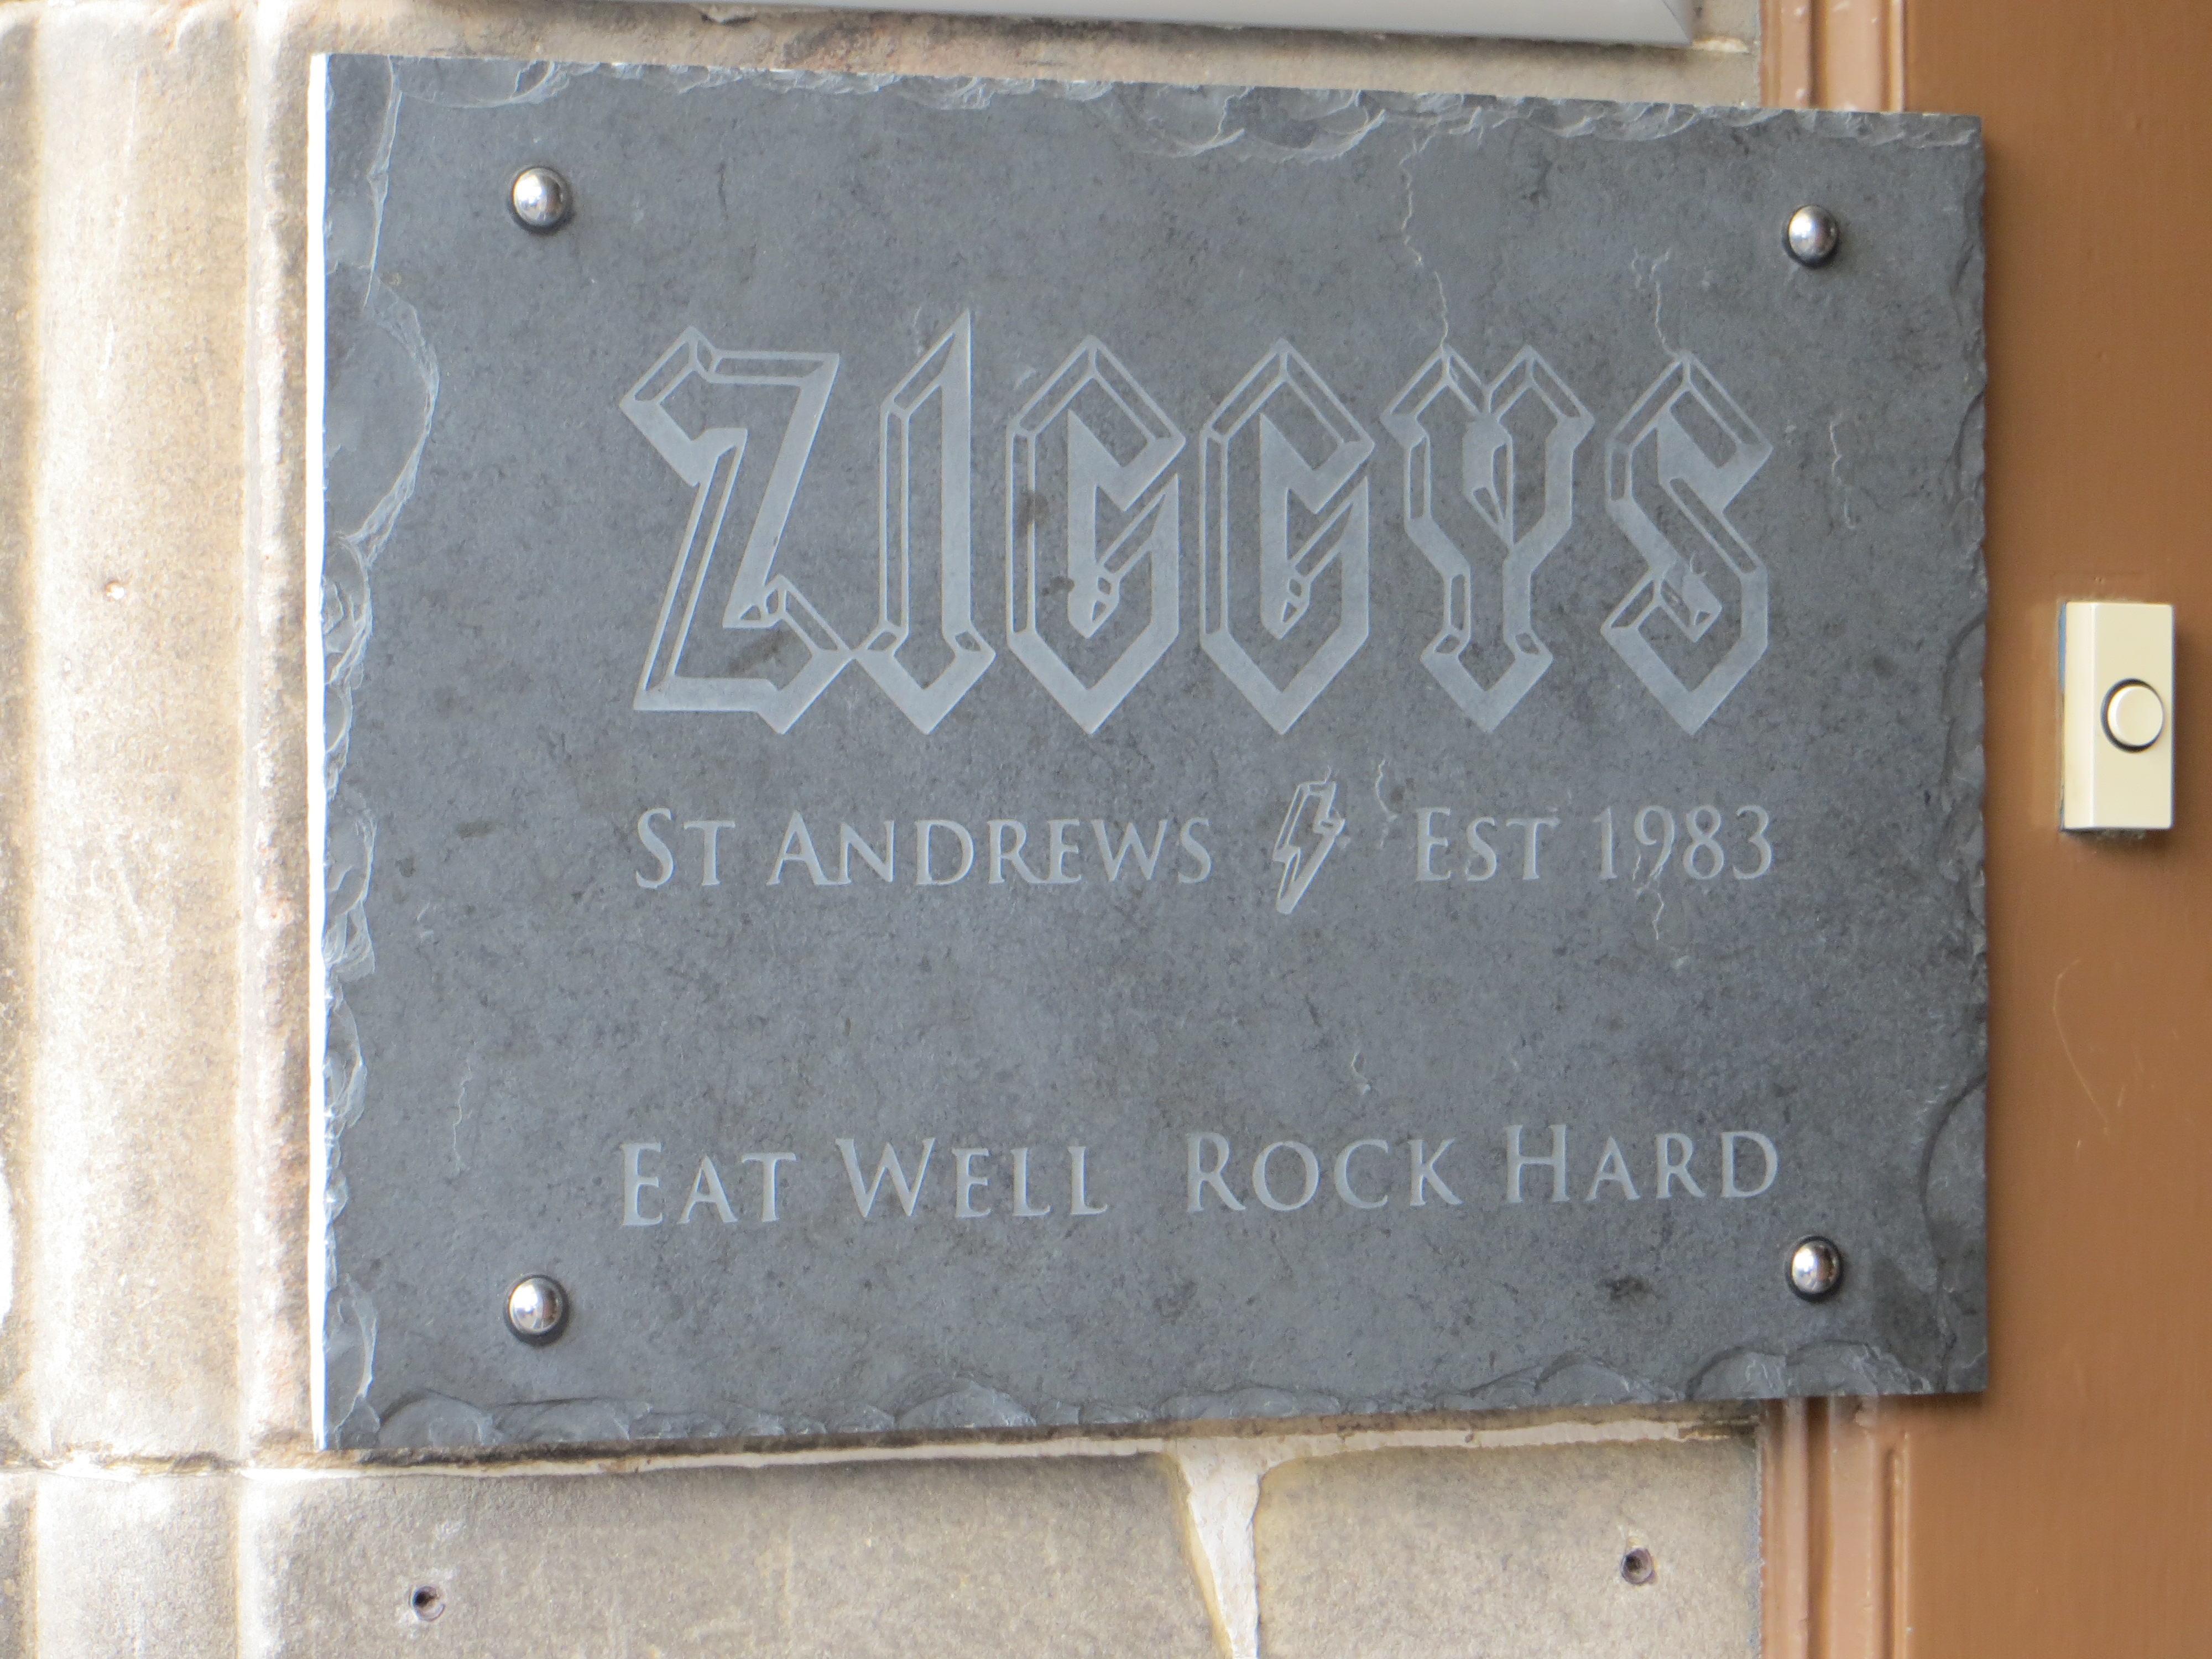 ZIGGYS
ST ANDREWS EST 1983
EAT WELL ROCK HARD